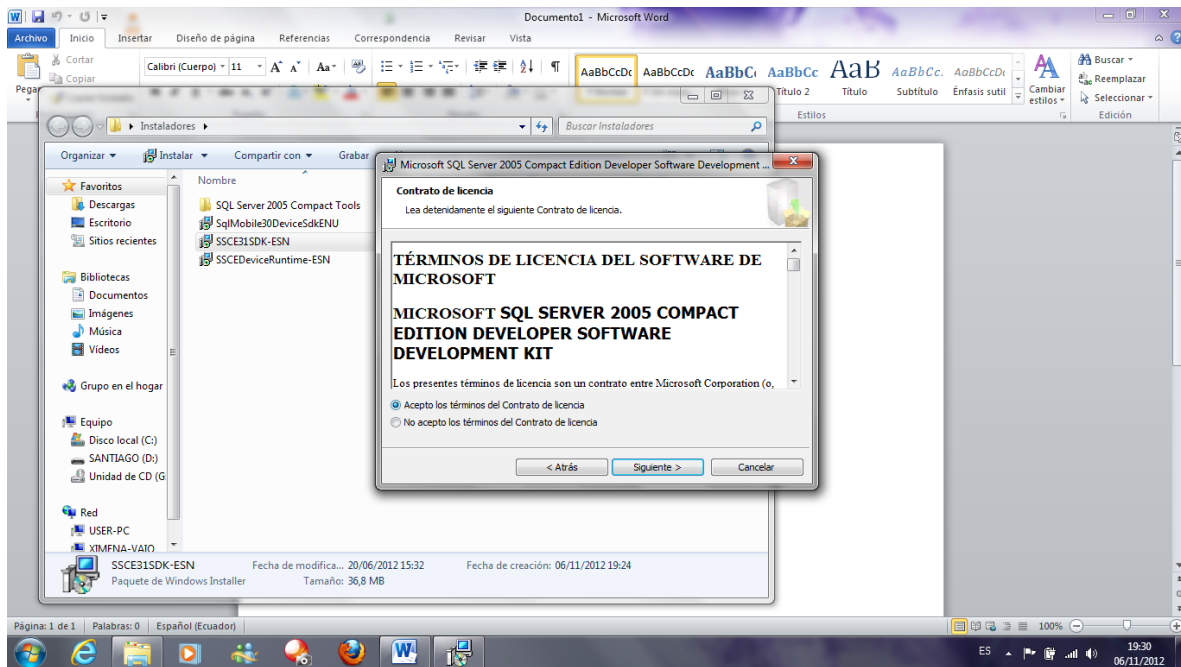 Documento1 - Microsoft Word
Archivo Inicio Insertar Diseño de página Referencias Correspondencia Revisar Vista
Cortar
Copiar
Pegar
Calibri (Cuerpo) 11
AaBbCcDc AaBbCcDc AaBbC AaBbCc AaB AaBbCc. AaBbCcDc
Título 2 Título Subtítulo Énfasis sutil
Cambiar estilos
Estilos
Buscar
Reemplazar
Seleccionar
Edición
Instaladores
Buscar Instaladores
Organizar Instalar Compartir con Grabar
Favoritos
Descargas
Escritorio
Sitios recientes
Bibliotecas
Documentos
Imágenes
Música
Vídeos
Grupo en el hogar
Equipo
Disco local (C:)
SANTIAGO (D:)
Unidad de CD (G
Red
USER-PC
XIMENA-VAIO
Nombre
SQL Server 2005 Compact Tools
SqlMobile30DeviceSdkENU
SSCE31SDK-ESN
SSCEDeviceRuntime-ESN
Microsoft SQL Server 2005 Compact Edition Developer Software Development ...
Contrato de licencia
Lea detenidamente el siguiente Contrato de licencia.
TÉRMINOS DE LICENCIA DEL SOFTWARE DE
MICROSOFT
MICROSOFT SQL SERVER 2005 COMPACT
EDITION DEVELOPER SOFTWARE
DEVELOPMENT KIT
Los presentes términos de licencia son un contrato entre Microsoft Corporation (o,
Acepto los términos del Contrato de licencia
No acepto los términos del Contrato de licencia
< Atrás Siguiente > Cancelar
SSCE31SDK-ESN Fecha de modifica... 20/06/2012 15:32 Fecha de creación: 06/11/2012 19:24
Paquete de Windows Installer Tamaño: 36,8 MB
Página: 1 de 1 Palabras: 0 Español (Ecuador) 100%
ES 19:30
06/11/2012